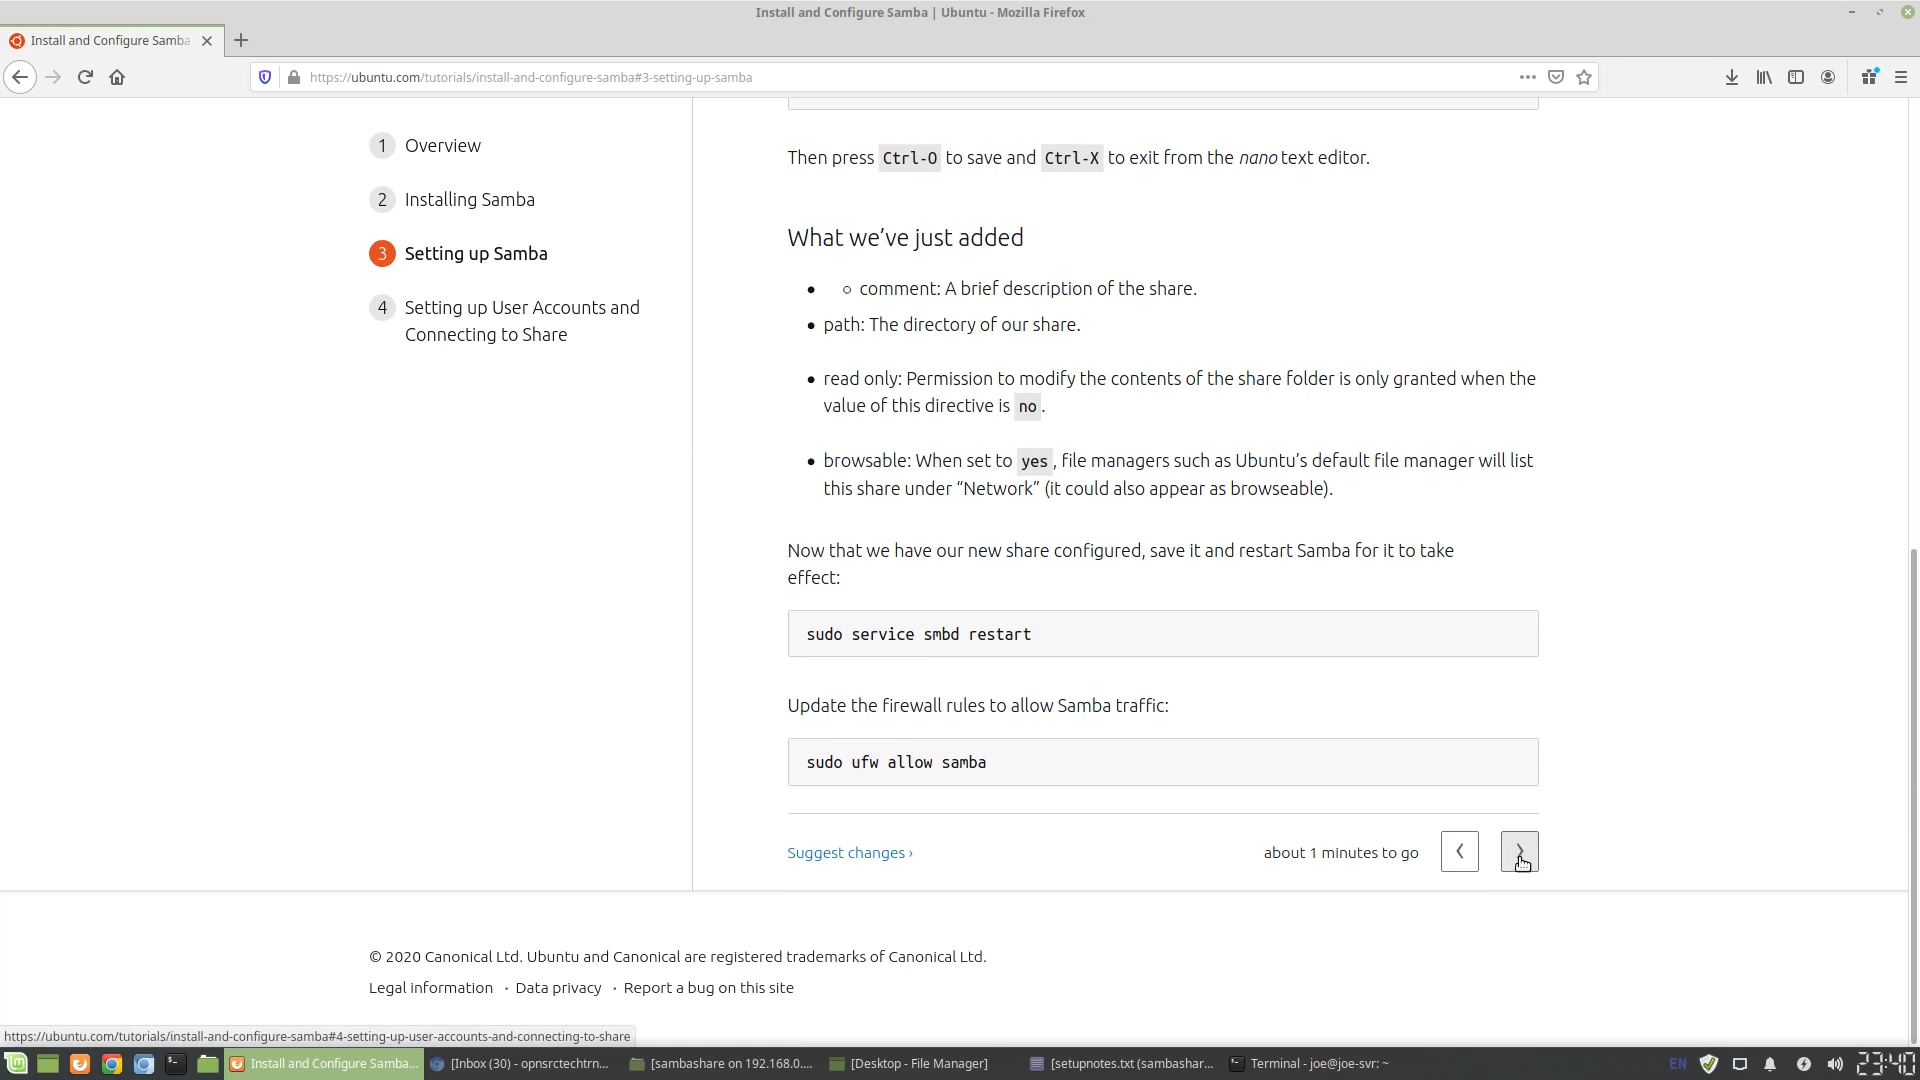 Install and Configure Samba | Ubuntu - Mozilla Firefox
Install and Configure Samba
https://ubuntu.com/tutorials/install-and-configure-samba#3-setting-up-samba
1 Overview
2 Installing Samba
3 Setting up Samba
4 Setting up User Accounts and
Connecting to Share
Then press Ctrl-O to save and Ctrl-X to exit from the nano text editor.
What we’ve just added
comment: A brief description of the share.
path: The directory of our share.
read only: Permission to modify the contents of the share folder is only granted when the
value of this directive is no.
browsable: When set to yes, file managers such as Ubuntu’s default file manager will list
this share under “Network” (it could also appear as browseable).
Now that we have our new share configured, save it and restart Samba for it to take
effect:
sudo service smbd restart
Update the firewall rules to allow Samba traffic:
sudo ufw allow samba
Suggest changes ›
about 1 minutes to go
© 2020 Canonical Ltd. Ubuntu and Canonical are registered trademarks of Canonical Ltd.
Legal information • Data privacy • Report a bug on this site
https://ubuntu.com/tutorials/install-and-configure-samba#4-setting-up-user-accounts-and-connecting-to-share
Install and Configure Samba...
[Inbox (30) - opnsrctechtrn...
[sambashare on 192.168.0....
[Desktop - File Manager]
[setupnotes.txt (sambashar...
Terminal - joe@joe-svr: ~
EN
23:40